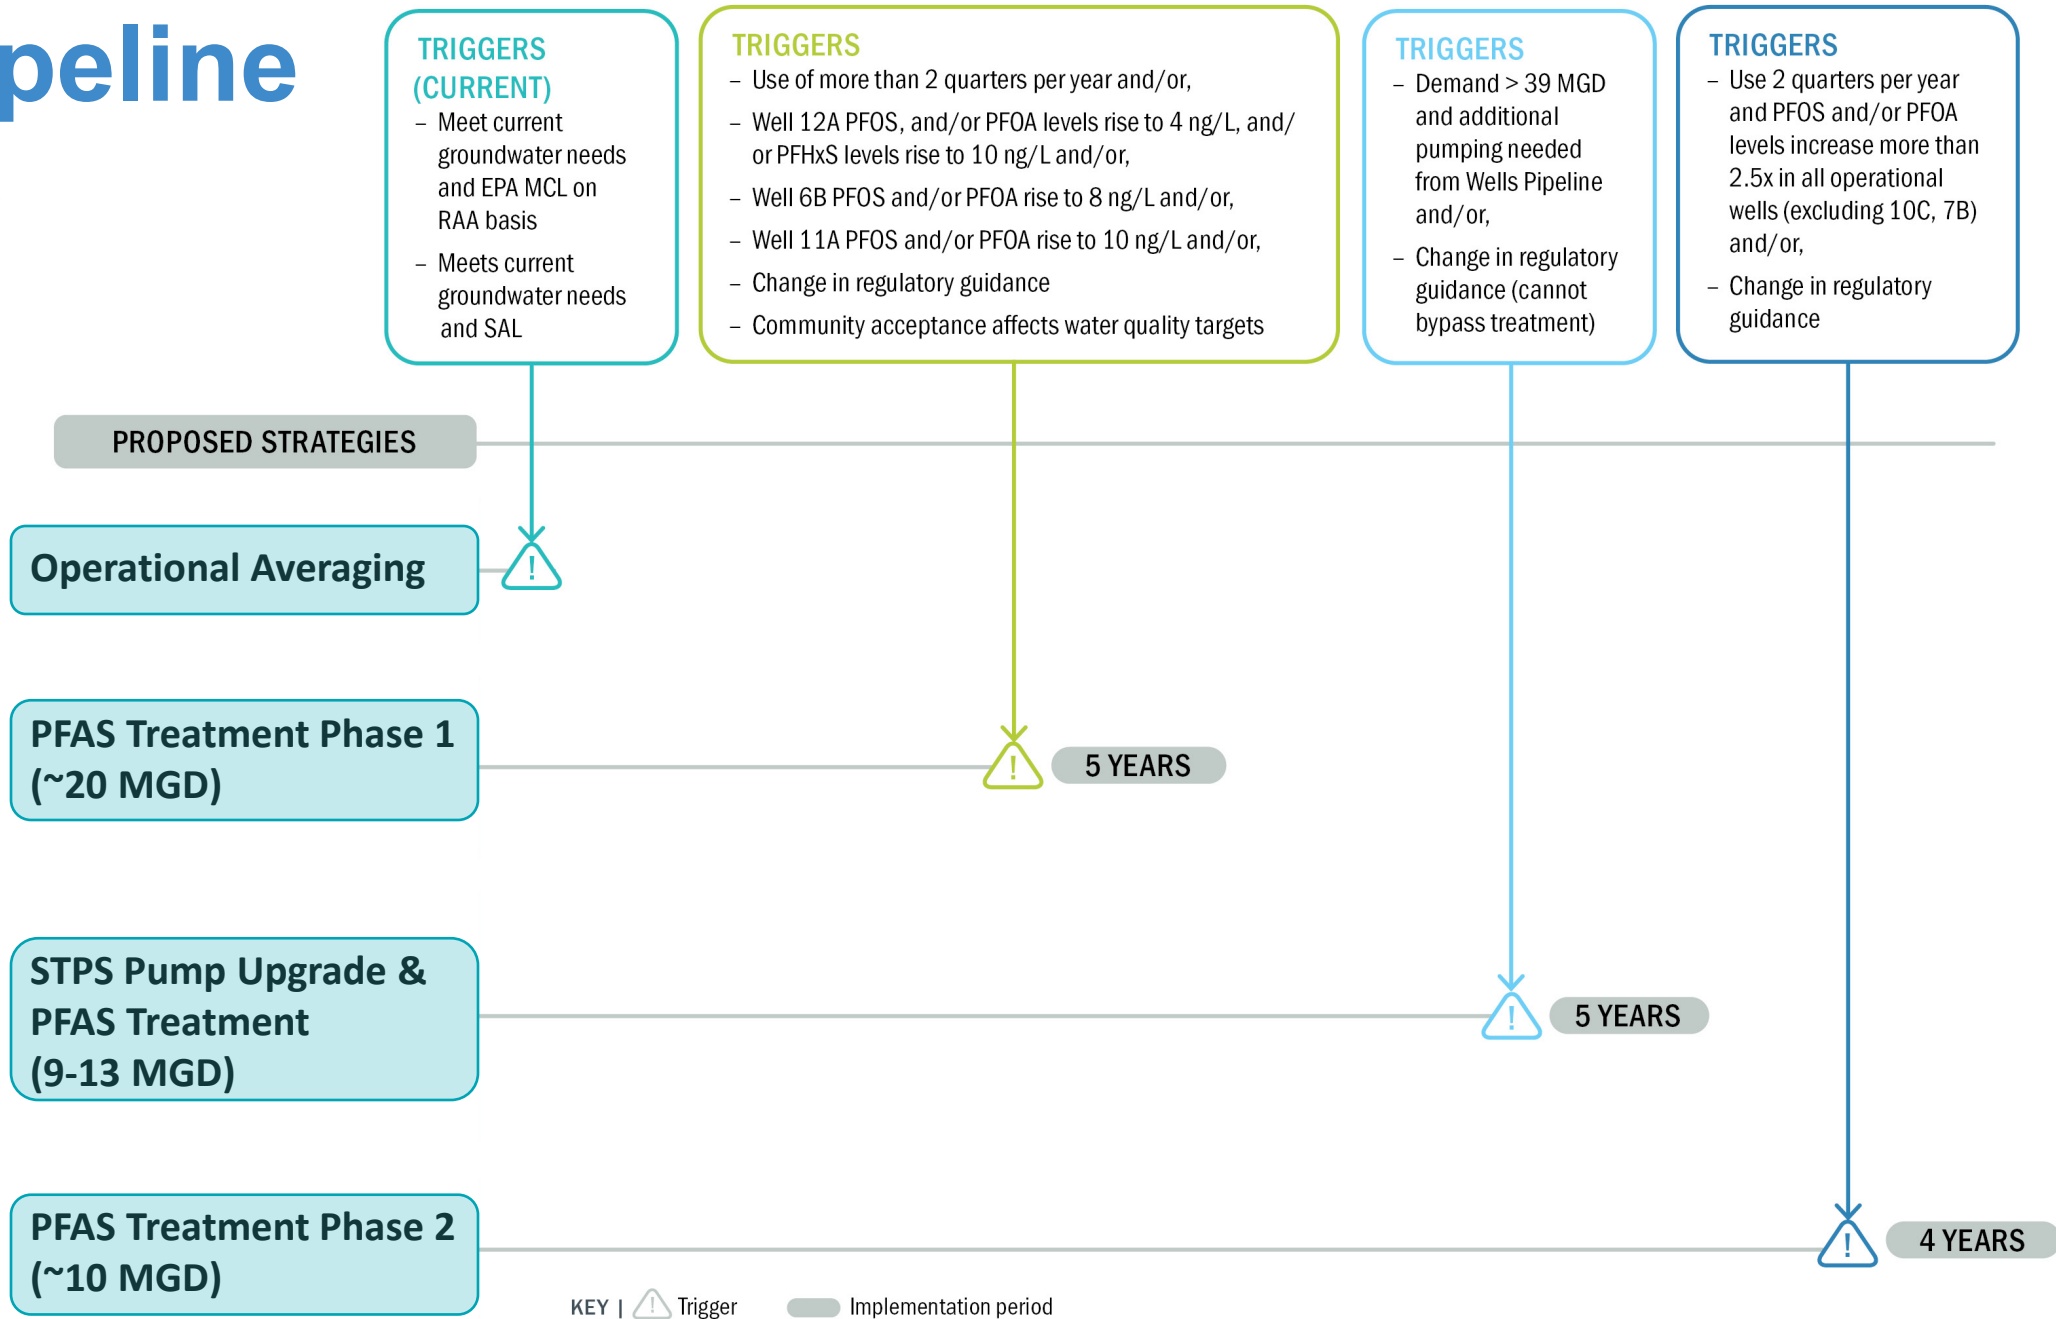 peline
TRIGGERS
(CURRENT)
– Meet current
groundwater needs
and EPA MCL on
RAA basis
– Meets current
groundwater needs
and SAL
TRIGGERS
– Use of more than 2 quarters per year and/or,
– Well 12A PFOS, and/or PFOA levels rise to 4 ng/L, and/
or PFHxS levels rise to 10 ng/L and/or,
– Well 6B PFOS and/or PFOA rise to 8 ng/L and/or,
– Well 11A PFOS and/or PFOA rise to 10 ng/L and/or,
– Change in regulatory guidance
– Community acceptance affects water quality targets
TRIGGERS
– Demand > 39 MGD
and additional
pumping needed
from Wells Pipeline
and/or,
– Change in regulatory
guidance (cannot
bypass treatment)
TRIGGERS
– Use 2 quarters per year
and PFOS and/or PFOA
levels increase more than
2.5x in all operational
wells (excluding 10C, 7B)
and/or,
– Change in regulatory
guidance
PROPOSED STRATEGIES
Operational Averaging
!
PFAS Treatment Phase 1
(~20 MGD)
!
5 YEARS
STPS Pump Upgrade &
PFAS Treatment
(9-13 MGD)
!
5 YEARS
PFAS Treatment Phase 2
(~10 MGD)
!
4 YEARS
KEY | ! Trigger Implementation period